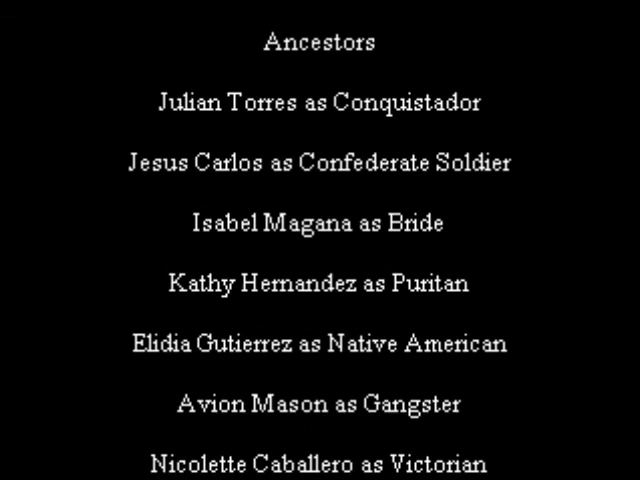 Ancestors
Julian Torres as Conquistador
Jesus Carlos as Confederate Soldier
Isabel Magana as Bride
Kathy Hernandez as Puritan
Elidia Gutierrez as Native American
Avion Mason as Gangster
Nicolette Caballero as Victorian